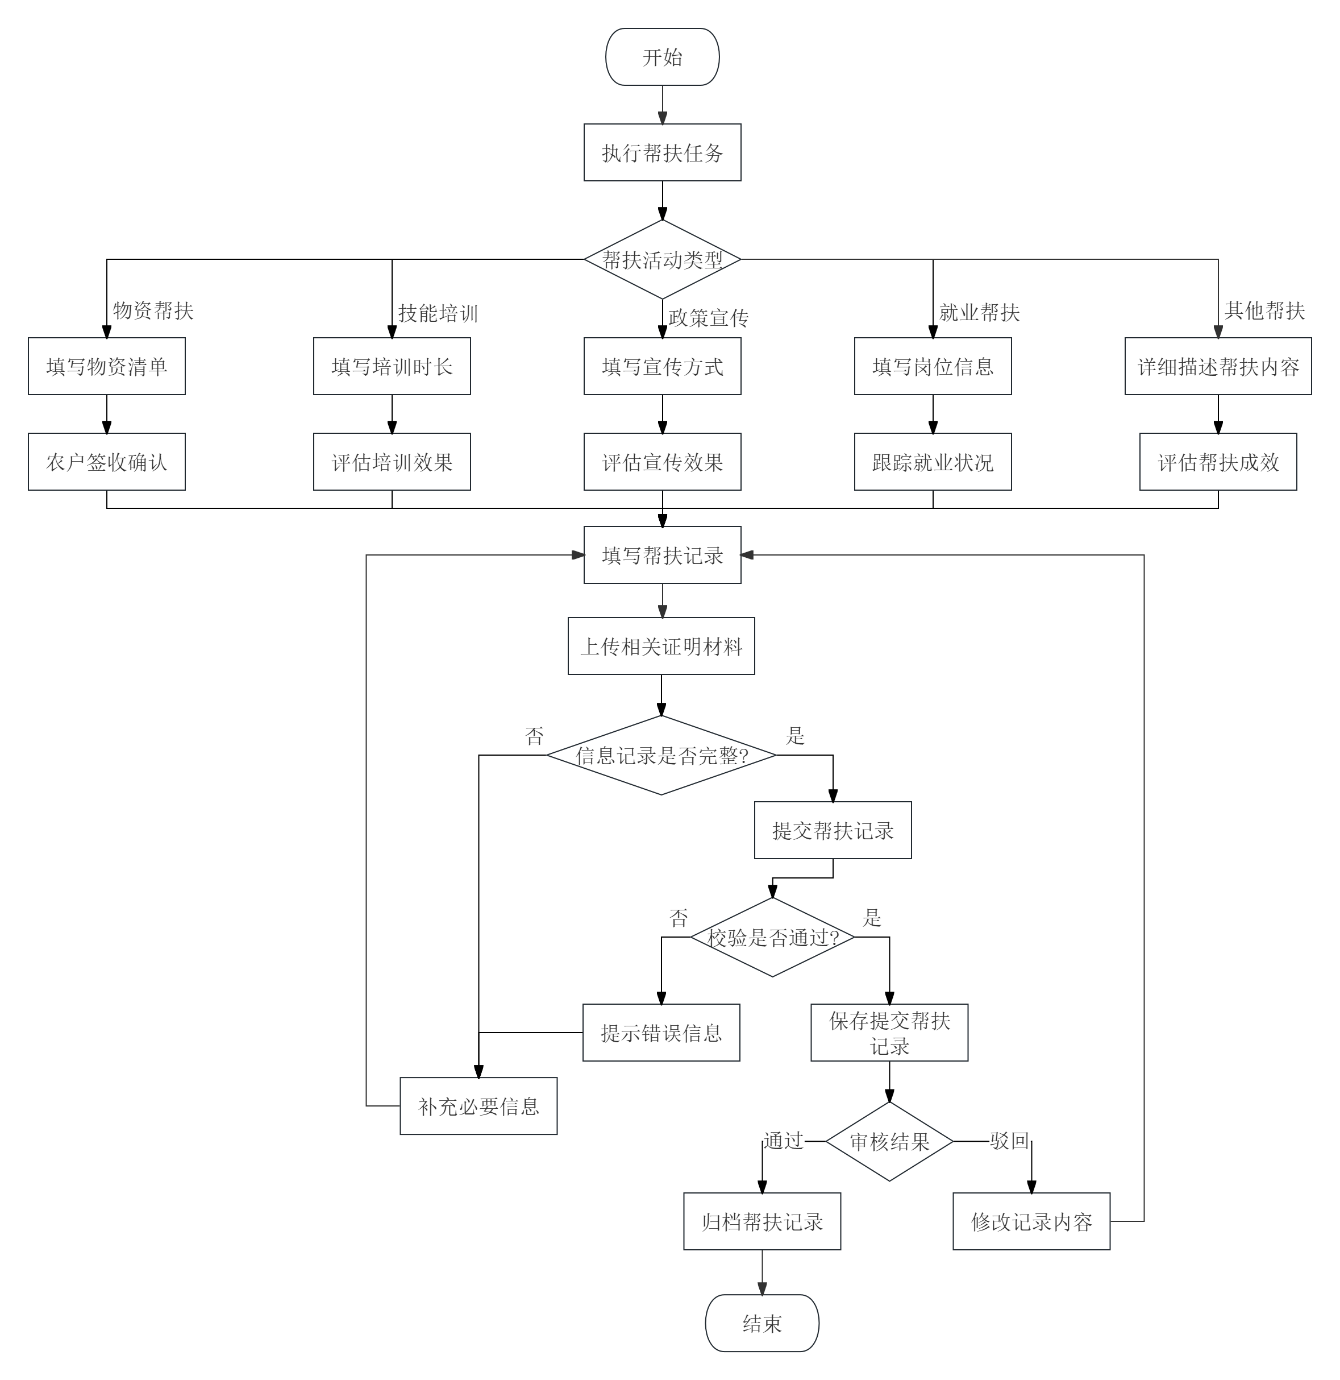 开始
执行帮扶任务
帮扶活动类型
物资帮扶
技能培训
政策宣传
就业帮扶
其他帮扶
填写物资清单
填写培训时长
填写宣传方式
填写岗位信息
详细描述帮扶内容
农户签收确认
评估培训效果
评估宣传效果
跟踪就业状况
评估帮扶成效
填写帮扶记录
上传相关证明材料
否
信息记录是否完整?
是
提交帮扶记录
否
校验是否通过?
是
提示错误信息
保存提交帮扶
记录
补充必要信息
通过
审核结果
驳回
归档帮扶记录
修改记录内容
结束